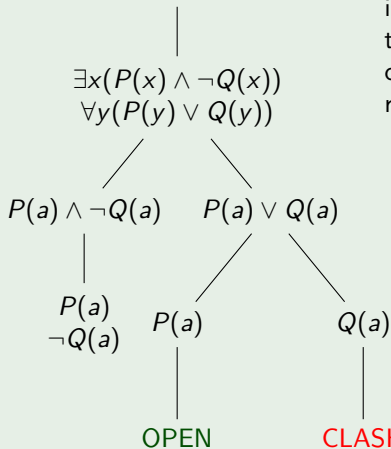 ∃x(P(x) ∧ ¬Q(x))
∀y(P(y) ∨ Q(y))
P(a) ∧ ¬Q(a) P(a) ∨ Q(a)
P(a)
¬Q(a)
P(a)
Q(a)
OPEN